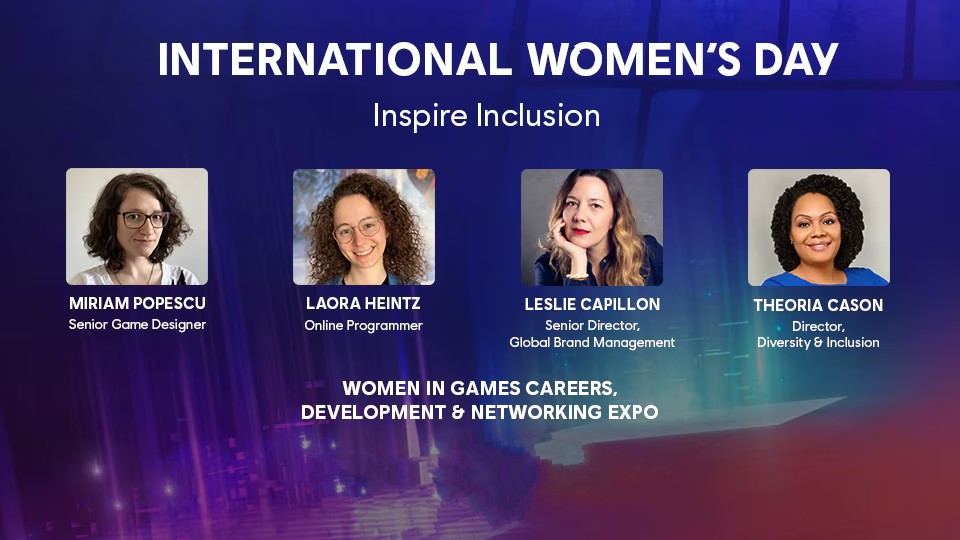 INTERNATIONAL WOMEN'S DAY
Inspire Inclusion
MIRIAM POPESCU
Senior Game Designer
LAORA HEINTZ
Online Programmer
LESLIE CAPILLON
Senior Director,
Global Brand Management
THEORIA CASON
Director,
Diversity & Inclusion
WOMEN IN GAMES CAREERS,
DEVELOPMENT & NETWORKING EXPO